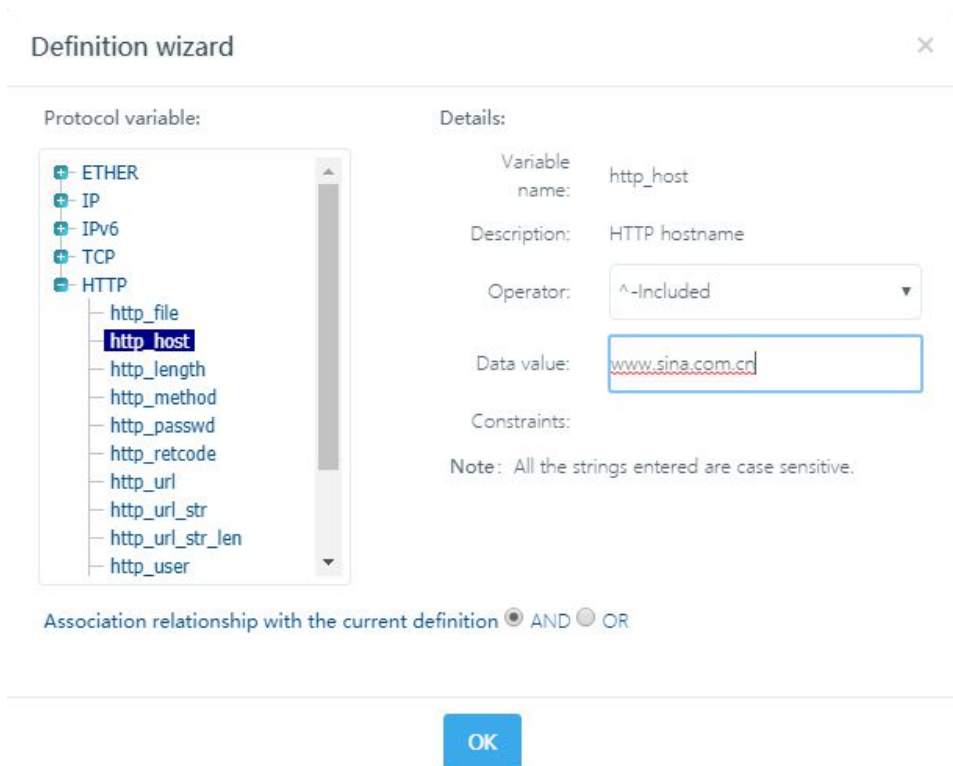 Definition wizard
Protocol variable:
ETHER
IP
IPv6
TCP
HTTP
http_file
http_host
http_length
http_method
http_passwd
http_retcode
http_url
http_url_str
http_url_str_len
http_user
Details:
Variable
name:
http_host
Description: HTTP hostname
Operator: ^-Included
Data value: www.sina.com.cn
Constraints:
Note: All the strings entered are case sensitive.
Association relationship with the current definition AND OR
OK